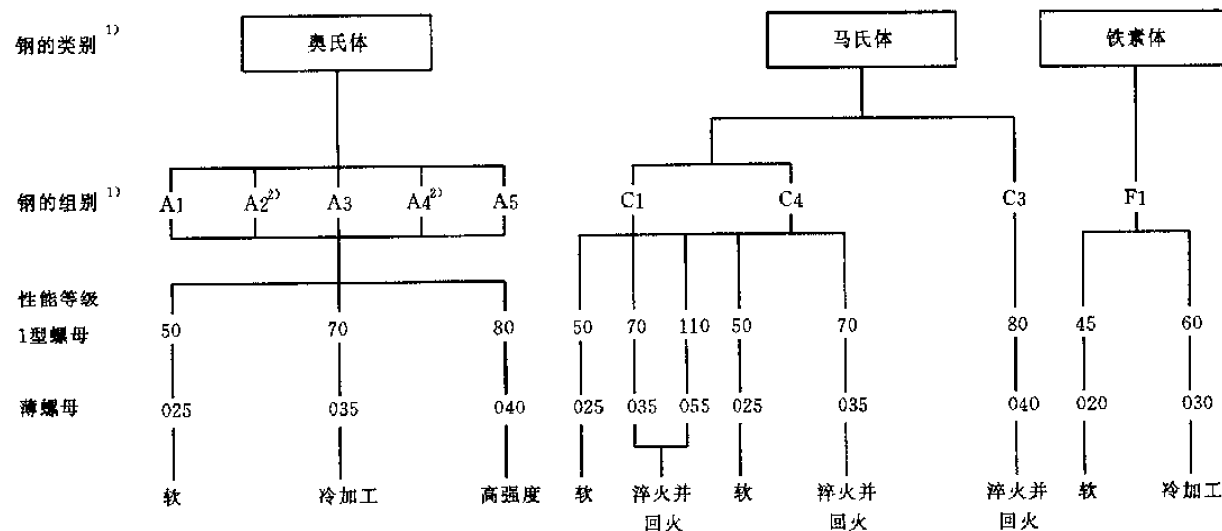 钢的类别 1) 奥氏体 马氏体 铁素体
钢的组别 1) A1 A2 2) A3 A4 2) A5 C1 C4 C3 F1
性能等级
1型螺母 50 70 80 50 70 110 50 70 80 45 60
薄螺母 025 035 040 025 035 055 025 035 040 020 030
软 冷加工 高强度 软 淬火并 软 淬火并 淬火并 软 冷加工
回火 回火 回火